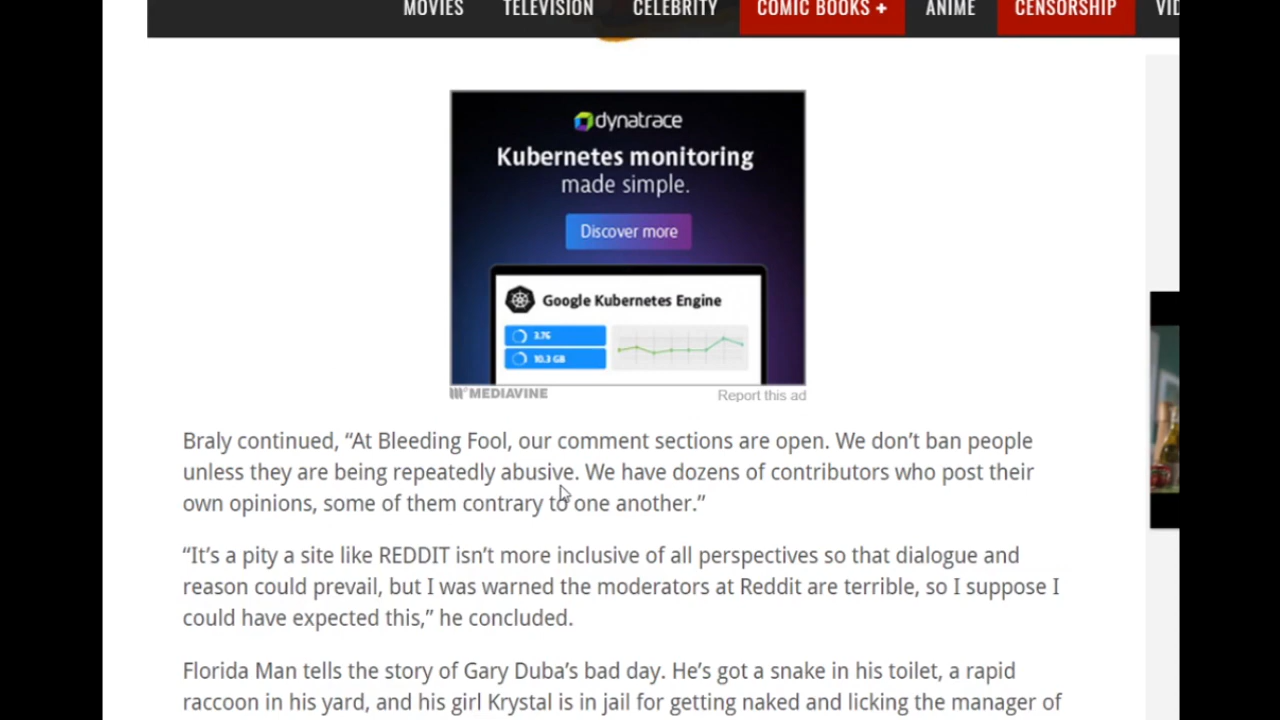 MOVIES TELEVISION CELEBRITY COMIC BOOKS + ANIME CENSORSHIP
dynatrace
Kubernetes monitoring
made simple.
Discover more
Google Kubernetes Engine
3.76
10.3 GB
MEDIAVINE
Report this ad
Braly continued, “At Bleeding Fool, our comment sections are open. We don’t ban people
unless they are being repeatedly abusive. We have dozens of contributors who post their
own opinions, some of them contrary to one another.”
“It’s a pity a site like REDDIT isn’t more inclusive of all perspectives so that dialogue and
reason could prevail, but I was warned the moderators at Reddit are terrible, so I suppose I
could have expected this,” he concluded.
Florida Man tells the story of Gary Duba’s bad day. He’s got a snake in his toilet, a rapid
raccoon in his yard, and his girl Krystal is in jail for getting naked and licking the manager of